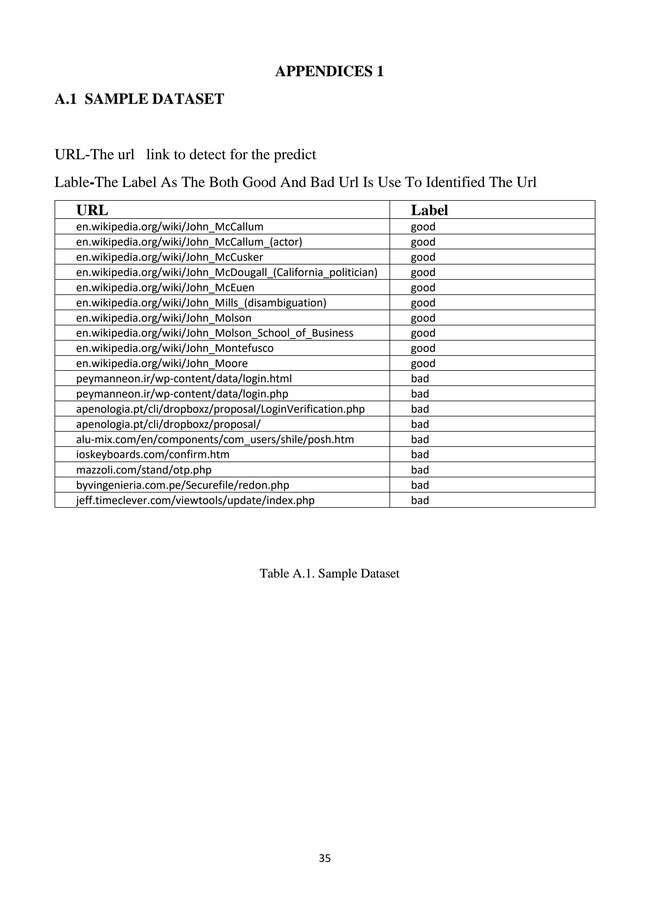 APPENDICES 1
A.1 SAMPLE DATASET
URL-The url link to detect for the predict
Lable-The Label As The Both Good And Bad Url Is Use To Identified The Url
URL Label
en.wikipedia.org/wiki/John_McCallum good
en.wikipedia.org/wiki/John_McCallum_(actor) good
en.wikipedia.org/wiki/John_McCusker good
en.wikipedia.org/wiki/John_McDougall_(California_politician) good
en.wikipedia.org/wiki/John_McEuen good
en.wikipedia.org/wiki/John_Mills_(disambiguation) good
en.wikipedia.org/wiki/John_Molson good
en.wikipedia.org/wiki/John_Molson_School_of_Business good
en.wikipedia.org/wiki/John_Montefusco good
en.wikipedia.org/wiki/John_Moore good
peymanneon.ir/wp-content/data/login.html bad
peymanneon.ir/wp-content/data/login.php bad
apenologia.pt/cli/dropboxz/proposal/LoginVerification.php bad
apenologia.pt/cli/dropboxz/proposal/ bad
alu-mix.com/en/components/com_users/shile/posh.htm bad
ioskeyboards.com/confirm.htm bad
mazzoli.com/stand/otp.php bad
byvingenieria.com.pe/Securefile/redon.php bad
jeff.timeclever.com/viewtools/update/index.php bad
Table A.1. Sample Dataset
35